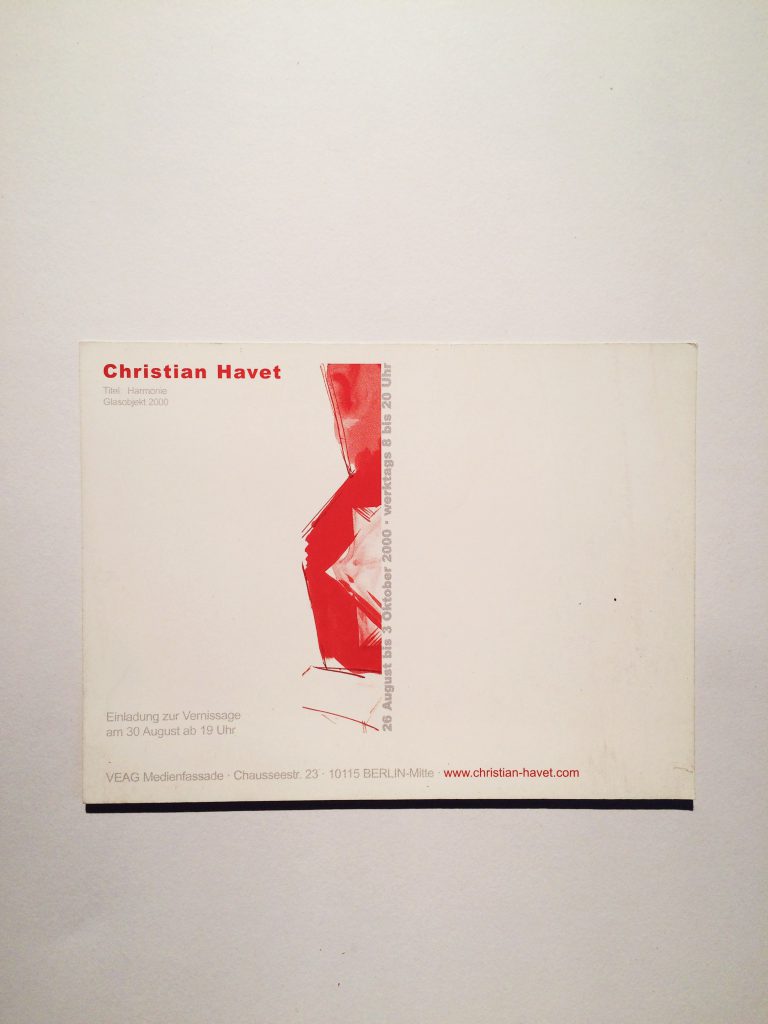 Christian Havet
Titel: Harmonie
Glasobjekt 2000
26 August bis 3 Oktober 2000 · werktags 8 bis 20 Uhr
Einladung zur Vernissage
am 30 August ab 19 Uhr
VEAG Medienfassade · Chausseestr. 23 · 10115 BERLIN-Mitte · www.christian-havet.com